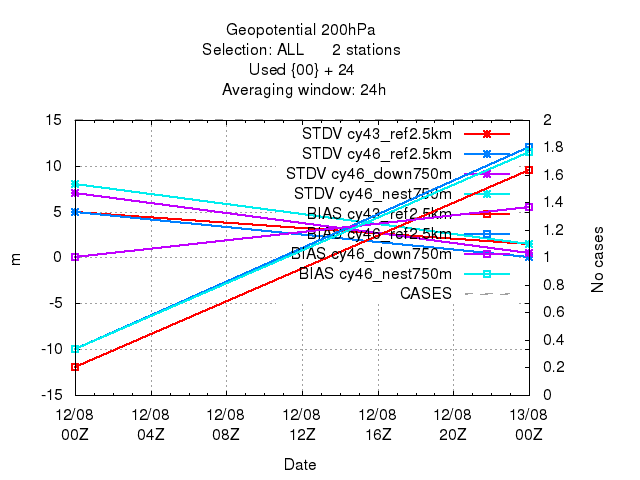 Geopotential 200hPa
Selection: ALL 2 stations
Used {00} + 24
Averaging window: 24h
15
10
5
0
-5
-10
-15
m
2
1.8
1.6
1.4
1.2
1
0.8
0.6
0.4
0.2
0
No cases
STDV cy43_ref2.5km
STDV cy46_ref2.5km
STDV cy46_down750m
STDV cy46_nest750m
BIAS cy43_ref2.5km
BIAS cy46_ref2.5km
BIAS cy46_down750m
BIAS cy46_nest750m
CASES
12/08 12/08 12/08 12/08 12/08 12/08 13/08
00Z 04Z 08Z 12Z 16Z 20Z 00Z
Date